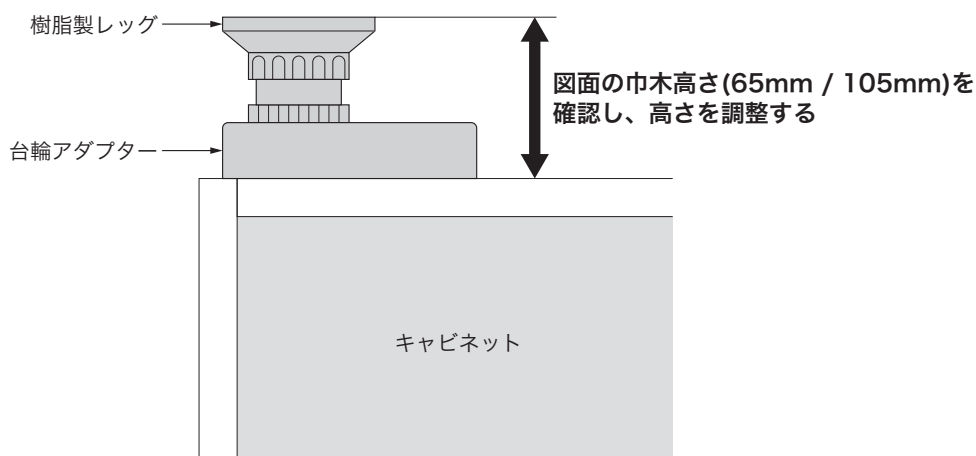 樹脂製レッグ
図面の巾木高さ(65mm / 105mm)を
確認し、高さを調整する
台輪アダプター
キャビネット